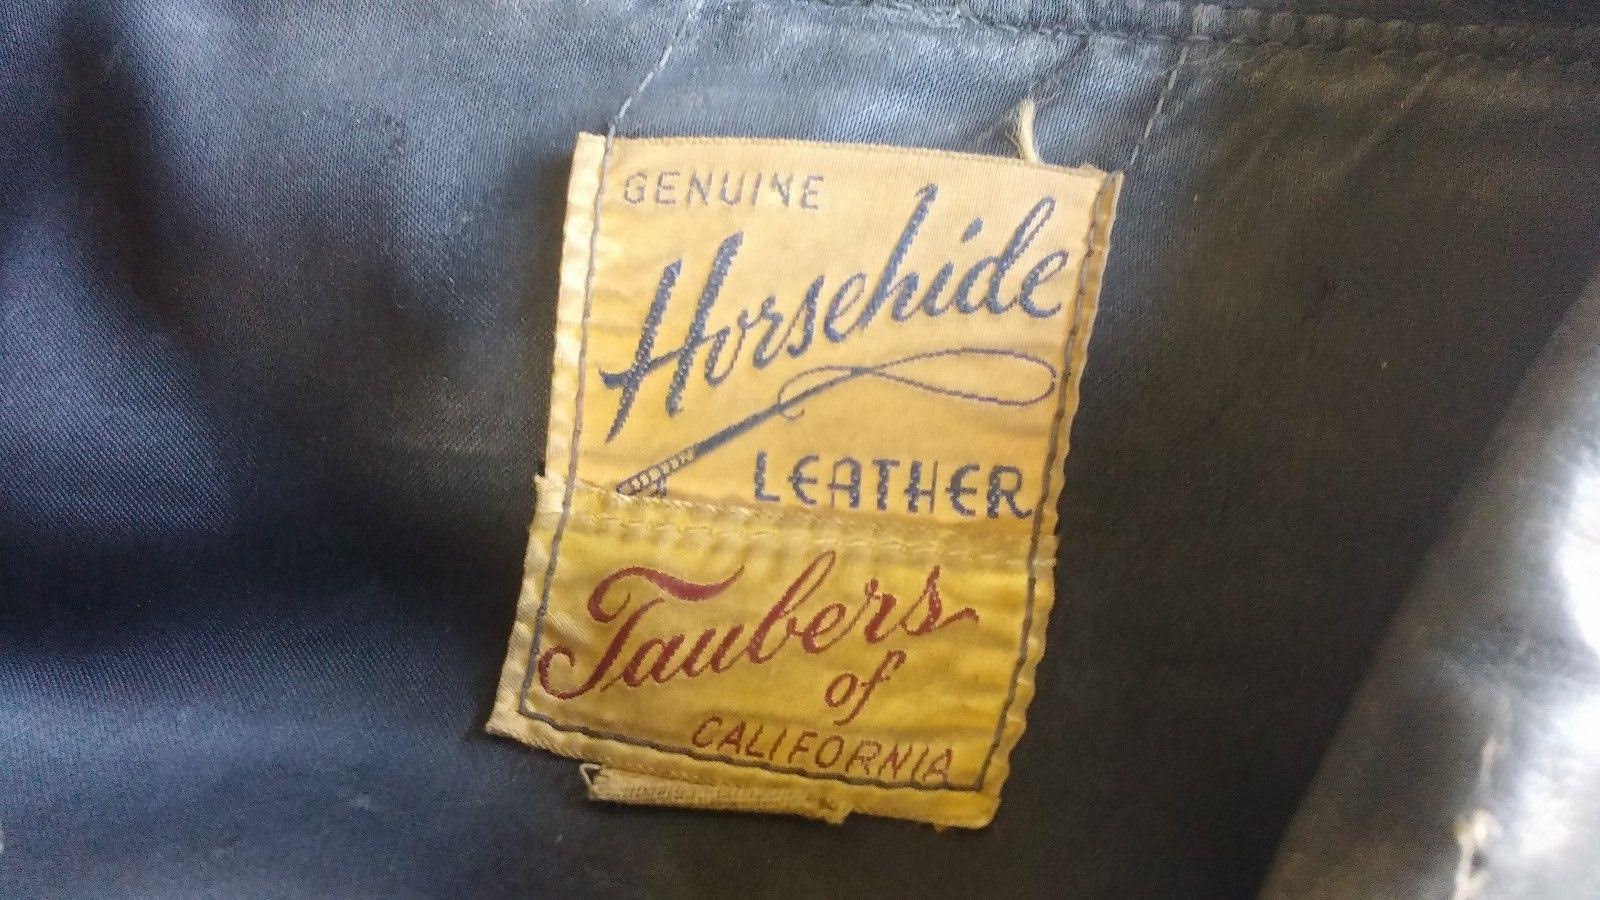 GENUINE
Horsehide
LEATHER
Taubers
of
CALIFORNIA